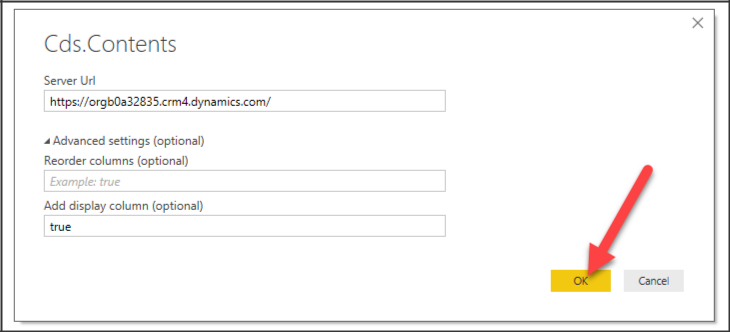 Cds.Contents
Server Url
https://orgb0a32835.crm4.dynamics.com/
Advanced settings (optional)
Reorder columns (optional)
Example: true
Add display column (optional)
true
OK Cancel